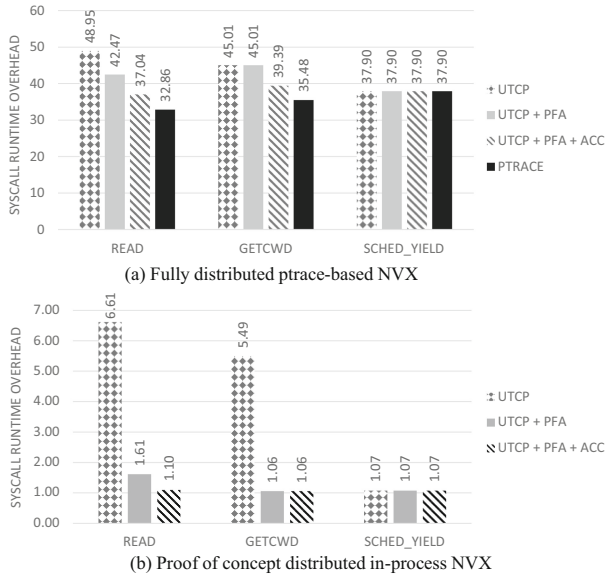 SYSCALL RUNTIME OVERHEAD
60
50
40
30
20
10
0
48.95
42.47
37.04
32.86
45.01
45.01
39.39
35.48
37.90
37.90
37.90
37.90
READ
GETCWD
SCHED_YIELD
UTCP
UTCP + PFA
UTCP + PFA + ACC
PTRACE
(a) Fully distributed ptrace-based NVX
SYSCALL RUNTIME OVERHEAD
7.00
6.00
5.00
4.00
3.00
2.00
1.00
0.00
6.61
1.61
1.10
5.49
1.06
1.06
1.07
1.07
1.07
READ
GETCWD
SCHED_YIELD
UTCP
UTCP + PFA
UTCP + PFA + ACC
(b) Proof of concept distributed in-process NVX